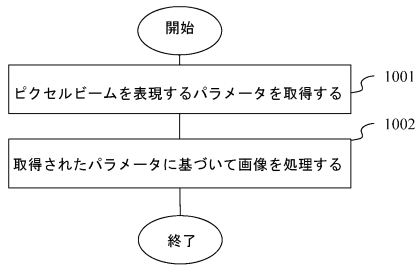 開始
ピクセルビームを表現するパラメータを取得する
1001
取得されたパラメータに基づいて画像を処理する
1002
終了